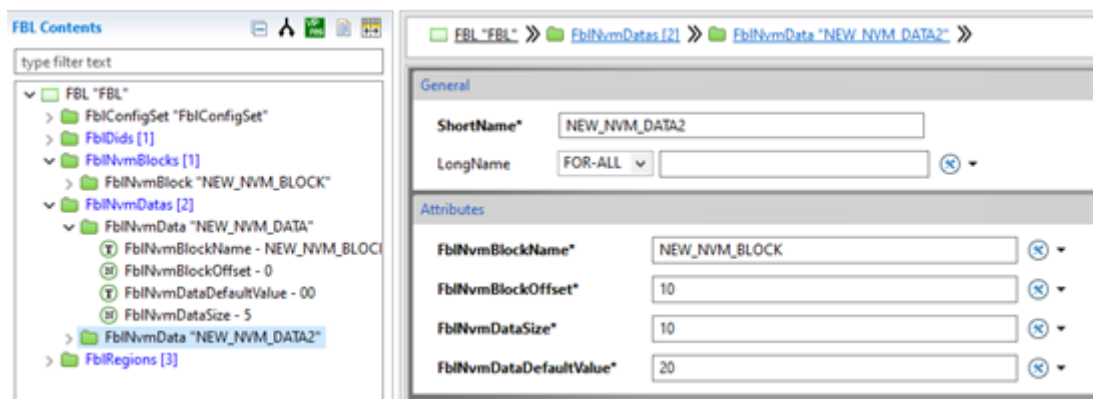 FBL Contents
type filter text
FBL "FBL"
FblConfigSet "FblConfigSet"
FblDids [1]
FblNvmBlocks [1]
FblNvmBlock "NEW_NVM_BLOCK"
FblNvmDatas [2]
FblNvmData "NEW_NVM_DATA"
FblNvmBlockName - NEW_NVM_BLOCI
FblNvmBlockOffset - 0
FblNvmDataDefaultValue - 00
FblNvmDataSize - 5
FblNvmData "NEW_NVM_DATA2"
FblRegions [3]
FBL "FBL" FblNvmDatas [2] FblNvmData "NEW_NVM_DATA2"
General
ShortName* NEW_NVM_DATA2
LongName FOR-ALL
Attributes
FblNvmBlockName* NEW_NVM_BLOCK
FblNvmBlockOffset* 10
FblNvmDataSize* 10
FblNvmDataDefaultValue* 20